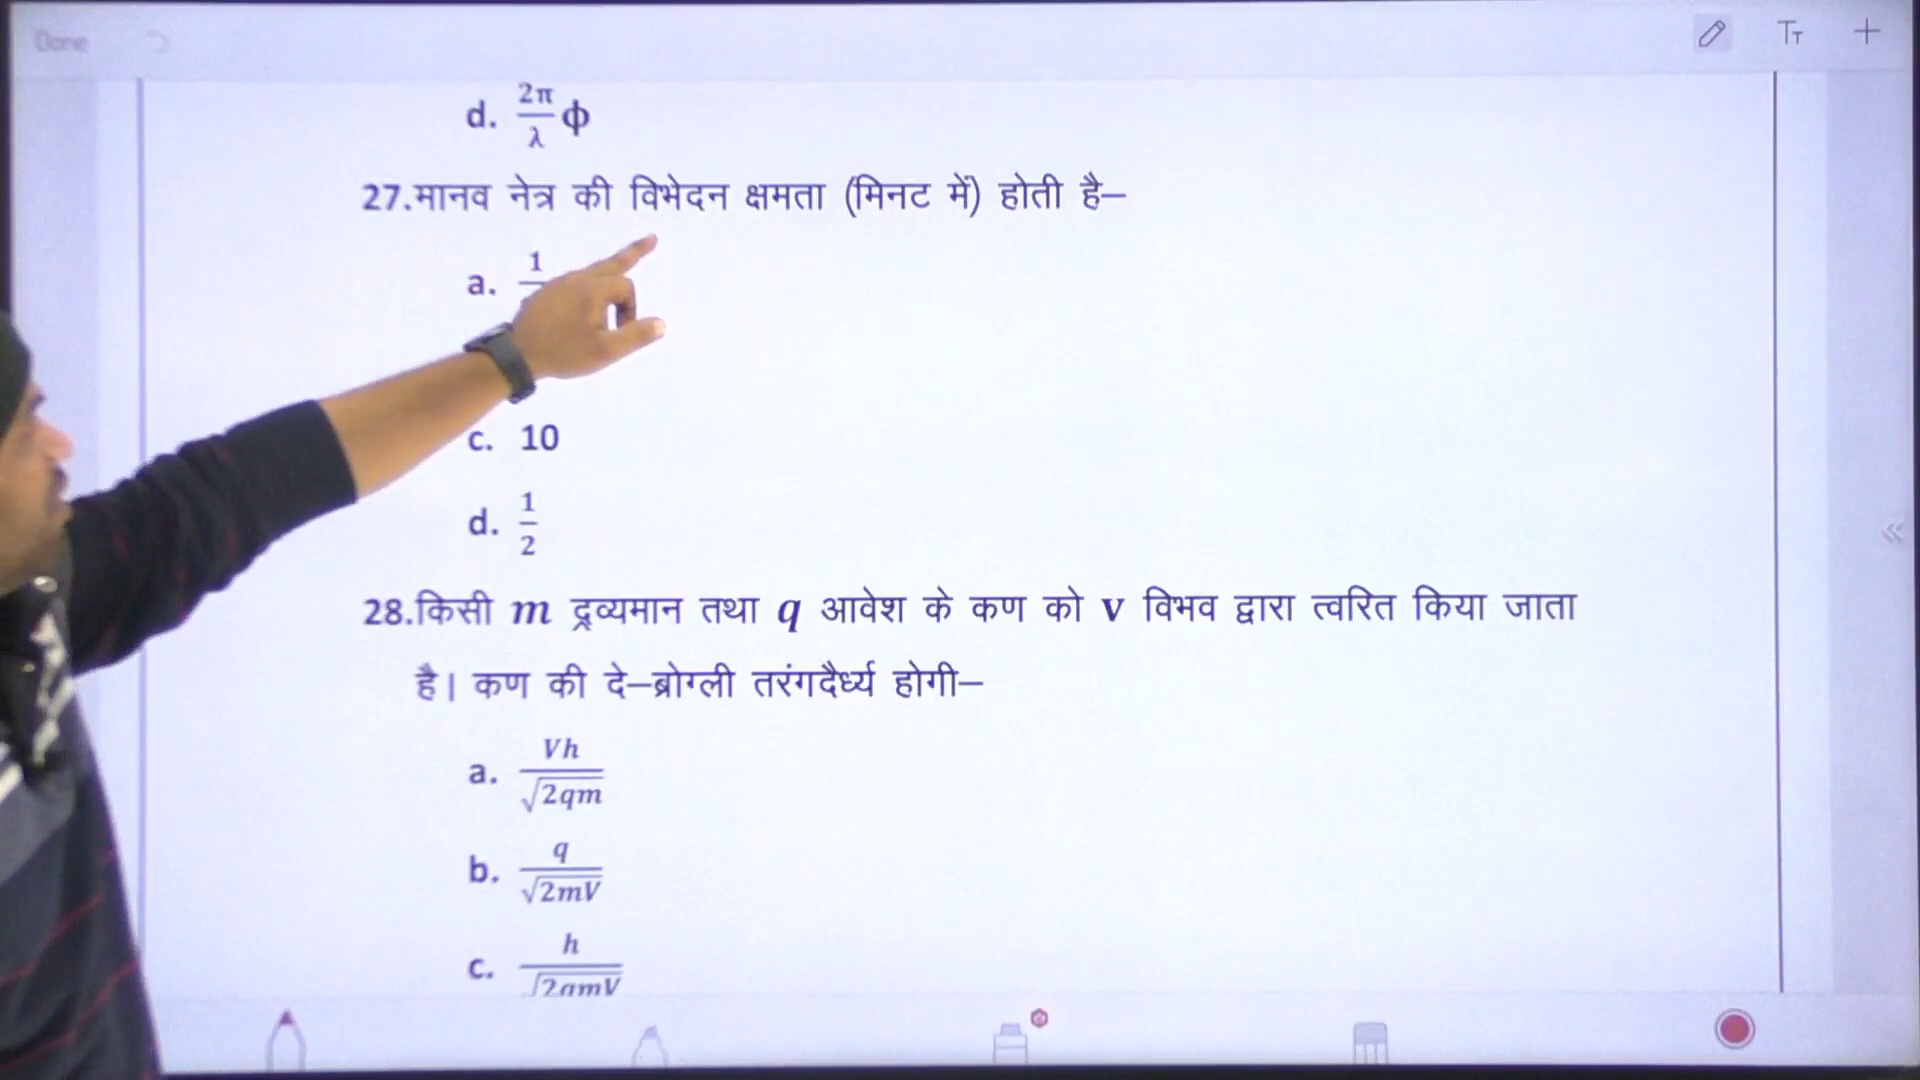 Done
d. 2π/λ ϕ
27.मानव नेत्र की विभेदन क्षमता (मिनट में) होती है–
a. 1
c. 10
d. 1/2
28.किसी m द्रव्यमान तथा q आवेश के कण को v विभव द्वारा त्वरित किया जाता
है। कण की दे–ब्रोग्ली तरंगदैर्ध्य होगी–
a. Vh/√2qm
b. q/√2mV
c. h/√2qmV